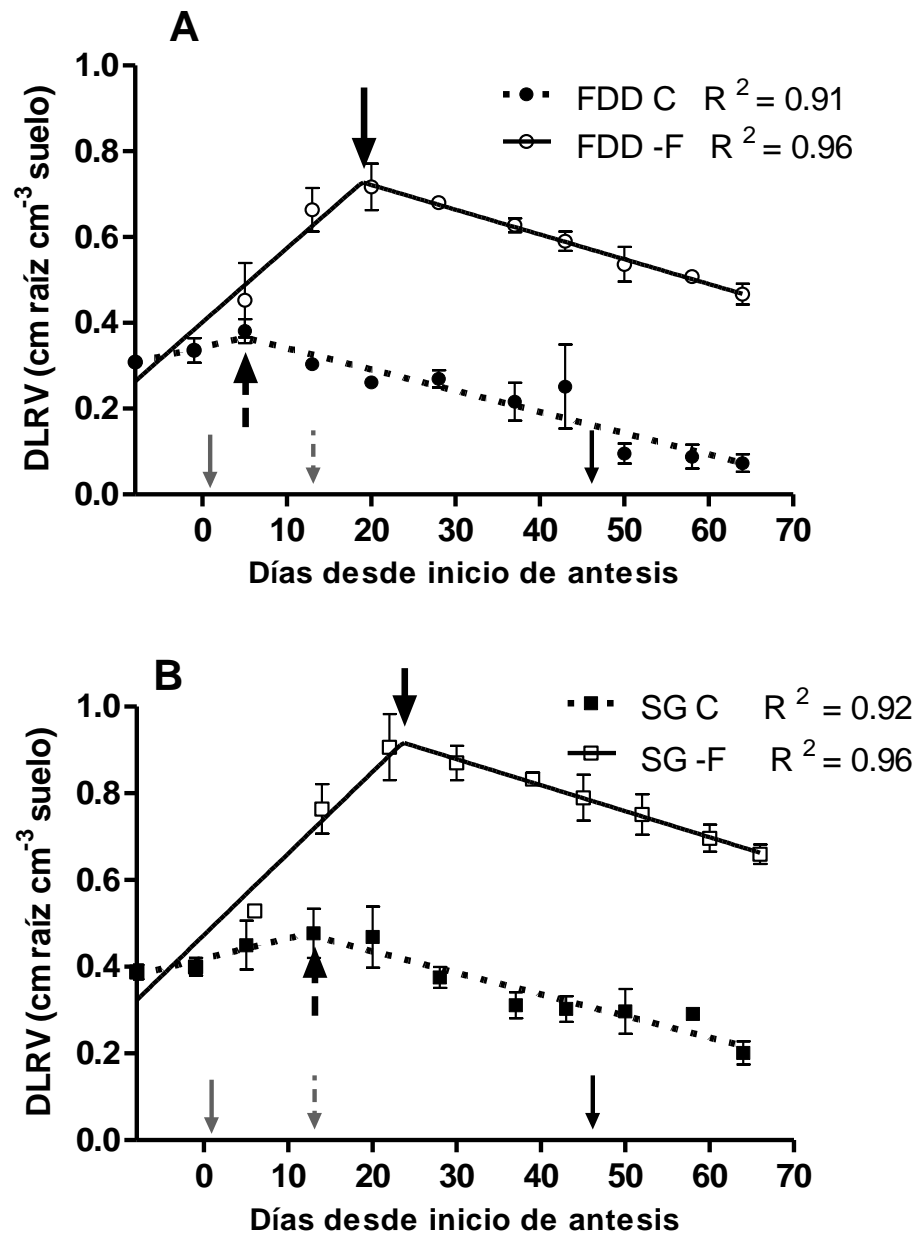 A
1.0
0.8
0.6
0.4
0.2
0.0
DLRV (cm raíz cm-3 suelo)
FDD C R 2 = 0.91
FDD -F R 2 = 0.96
0 10 20 30 40 50 60 70
Días desde inicio de antesis
B
1.0
0.8
0.6
0.4
0.2
0.0
DLRV (cm raíz cm-3 suelo)
SG C R 2 = 0.92
SG -F R 2 = 0.96
0 10 20 30 40 50 60 70
Días desde inicio de antesis